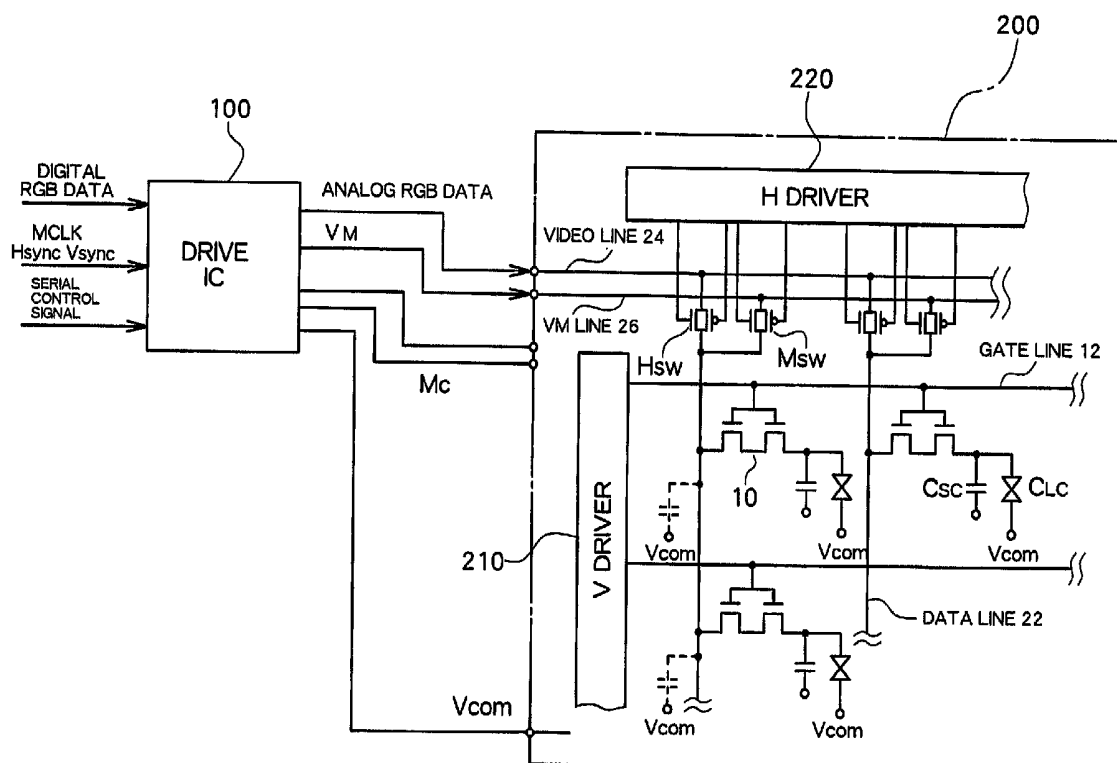 200
220
100
DIGITAL
RGB DATA
ANALOG RGB DATA
H DRIVER
MCLK
Hsync Vsync
DRIVE
IC
VM
VIDEO LINE 24
SERIAL
CONTROL
SIGNAL
VM LINE 26
Hsw
Msw
GATE LINE 12
Mc
10
Csc
CLC
Vcom
Vcom
Vcom
210
V DRIVER
DATA LINE 22
Vcom
Vcom
Vcom